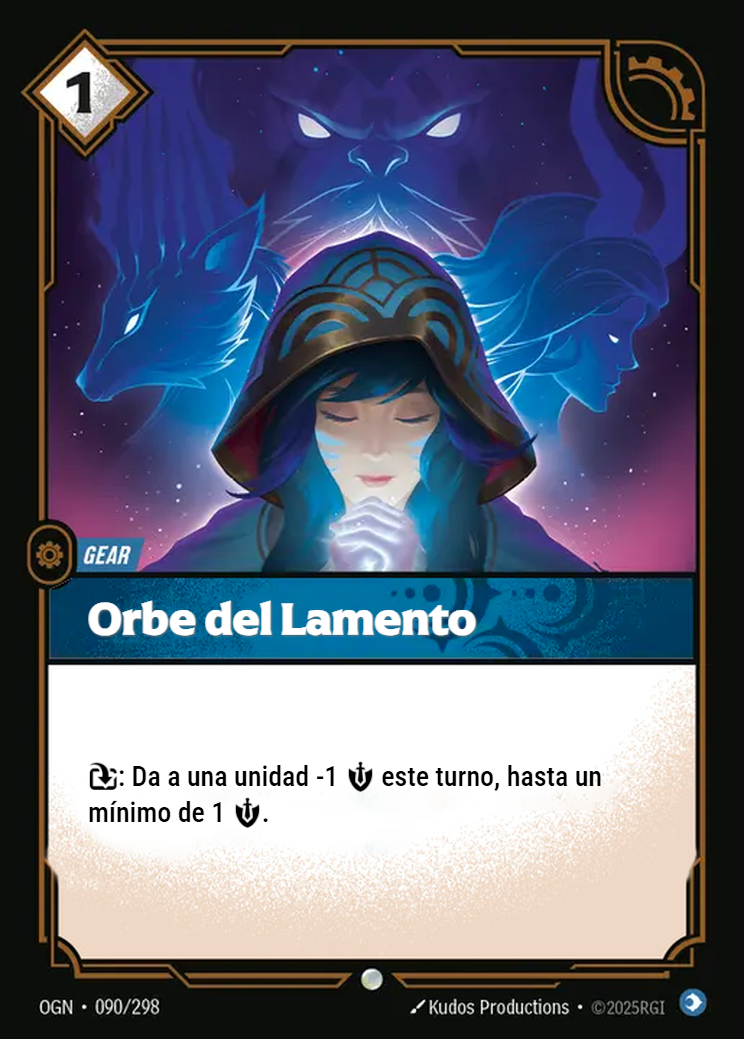 1
GEAR
Orbe del Lamento
: Da a una unidad -1 este turno, hasta un
mínimo de 1 .
OGN • 090/298
Kudos Productions • ©2025RGI